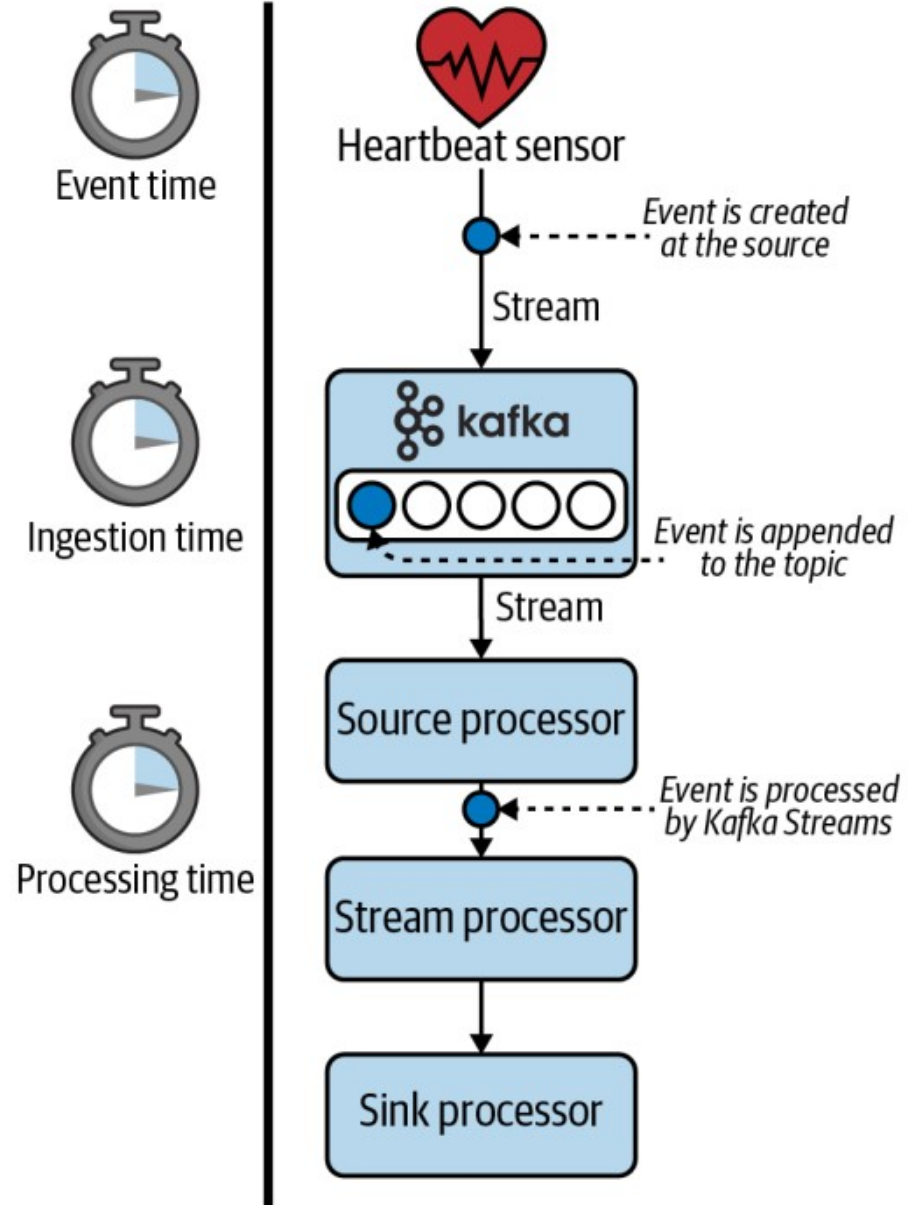 Heartbeat sensor
Event time
Event is created
at the source
Stream
kafka
Ingestion time
Event is appended
to the topic
Stream
Source processor
Event is processed
by Kafka Streams
Processing time
Stream processor
Sink processor